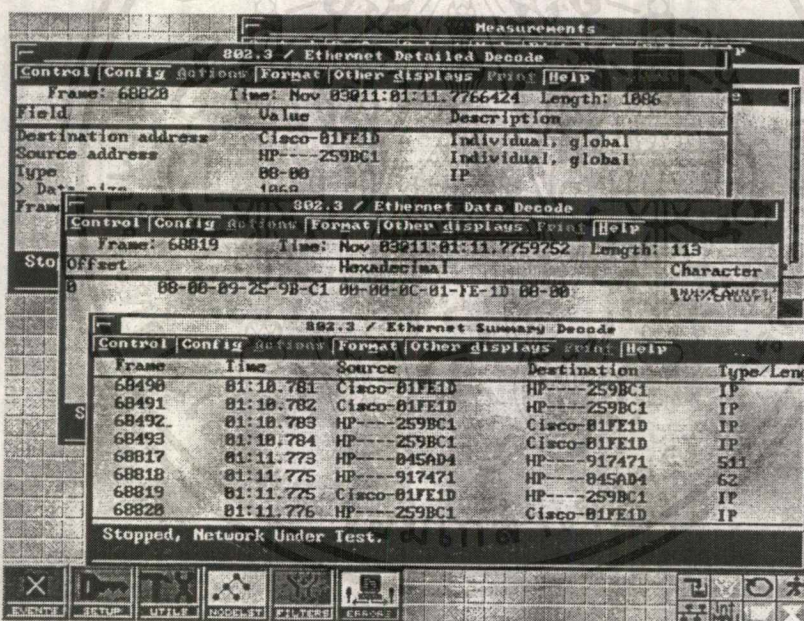 Measurements
802.3 / Ethernet Detailed Decode
Control Config Actions Format Other displays Print Help
Frame: 68820 Time: Nov 03@11:01:11.7766424 Length: 1086
Field Value Description
Destination address Cisco-01FE1D Individual, global
Source address HP----259BC1 Individual, global
Type 08-00 IP
> Data size 1068
Frame
802.3 / Ethernet Data Decode
Control Config Actions Format Other displays Print Help
Frame: 68819 Time: Nov 03@11:01:11.7759752 Length: 113
Stop Offset Hexadecimal Character
0 08-00-09-25-9B-C1 00-00-0C-01-FE-1D 08-00
802.3 / Ethernet Summary Decode
Control Config Actions Format Other displays Print Help
Frame Time Source Destination Type/Leng
68490 01:10.781 Cisco-01FE1D HP----259BC1 IP
68491 01:10.782 Cisco-01FE1D HP----259BC1 IP
68492 01:10.783 HP----259BC1 Cisco-01FE1D IP
68493 01:10.784 HP----259BC1 Cisco-01FE1D IP
68817 01:11.773 HP----045AD4 HP----917471 511
68818 01:11.775 HP----917471 HP----045AD4 62
68819 01:11.775 Cisco-01FE1D HP----259BC1 IP
68820 01:11.776 HP----259BC1 Cisco-01FE1D IP
Stopped, Network Under Test.
EVENTS SETUP UTILS NODELST FILTERS ERRORS